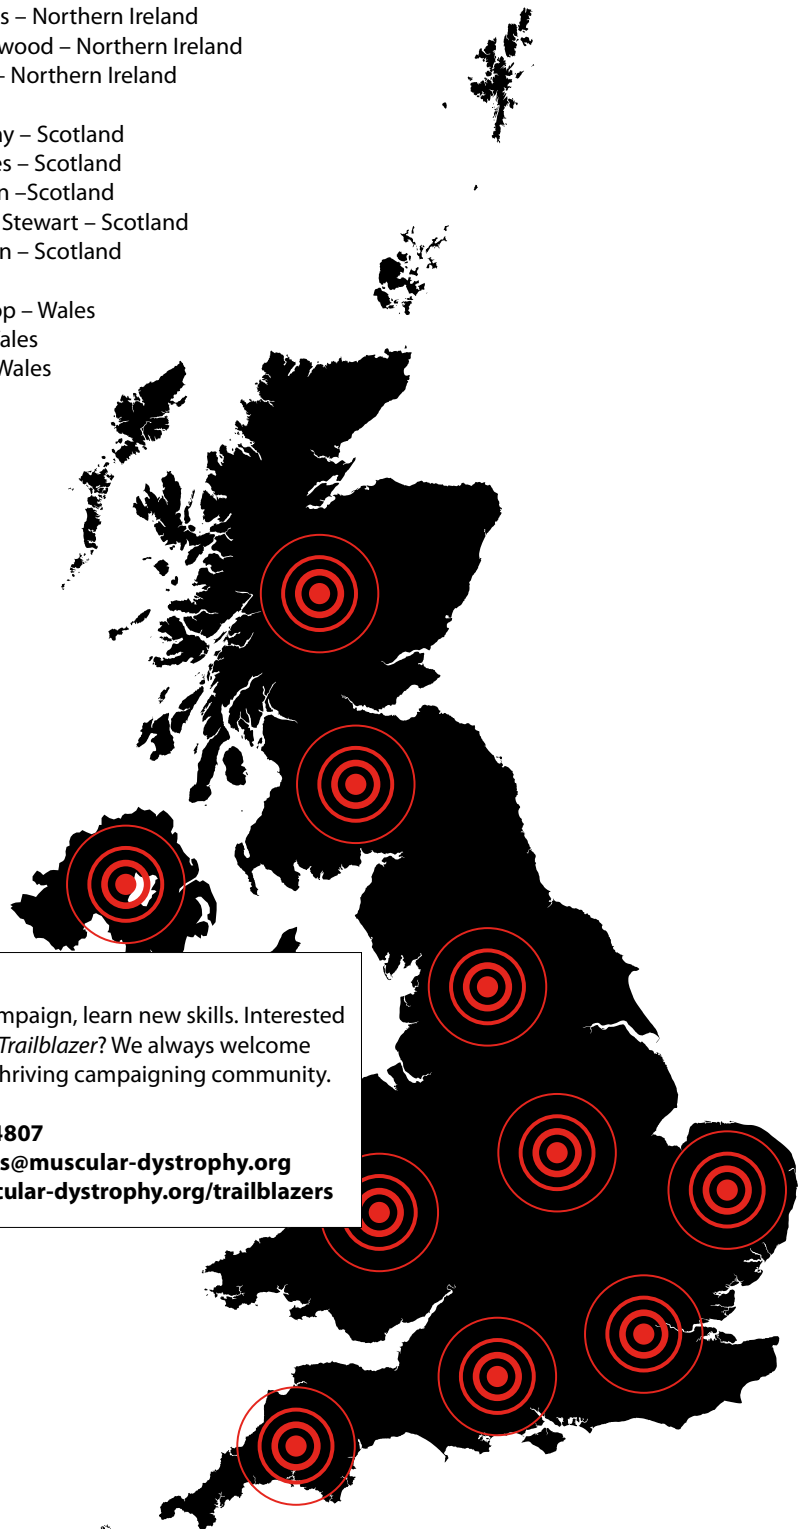 s – Northern Ireland
wood – Northern Ireland
– Northern Ireland
y – Scotland
es – Scotland
n –Scotland
Stewart – Scotland
n – Scotland
op – Wales
ales
Wales
mpaign, learn new skills. Interested
Trailblazer? We always welcome
hriving campaigning community.
4807
s@muscular-dystrophy.org
cular-dystrophy.org/trailblazers